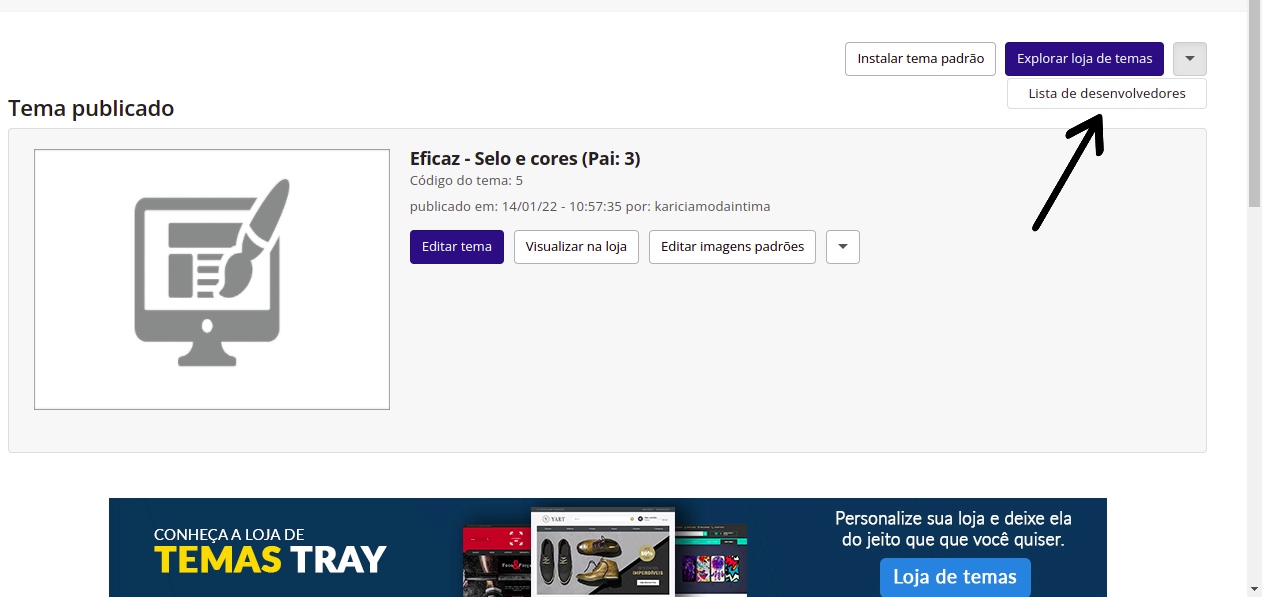 Instalar tema padrão
Explorar loja de temas
Lista de desenvolvedores
Tema publicado
Eficaz - Selo e cores (Pai: 3)
Código do tema: 5
publicado em: 14/01/22 - 10:57:35 por: kariciamodaintima
Editar tema
Visualizar na loja
Editar imagens padrões
CONHEÇA A LOJA DE
TEMAS TRAY
YART
Personalize sua loja e deixe ela
do jeito que que você quiser.
Loja de temas